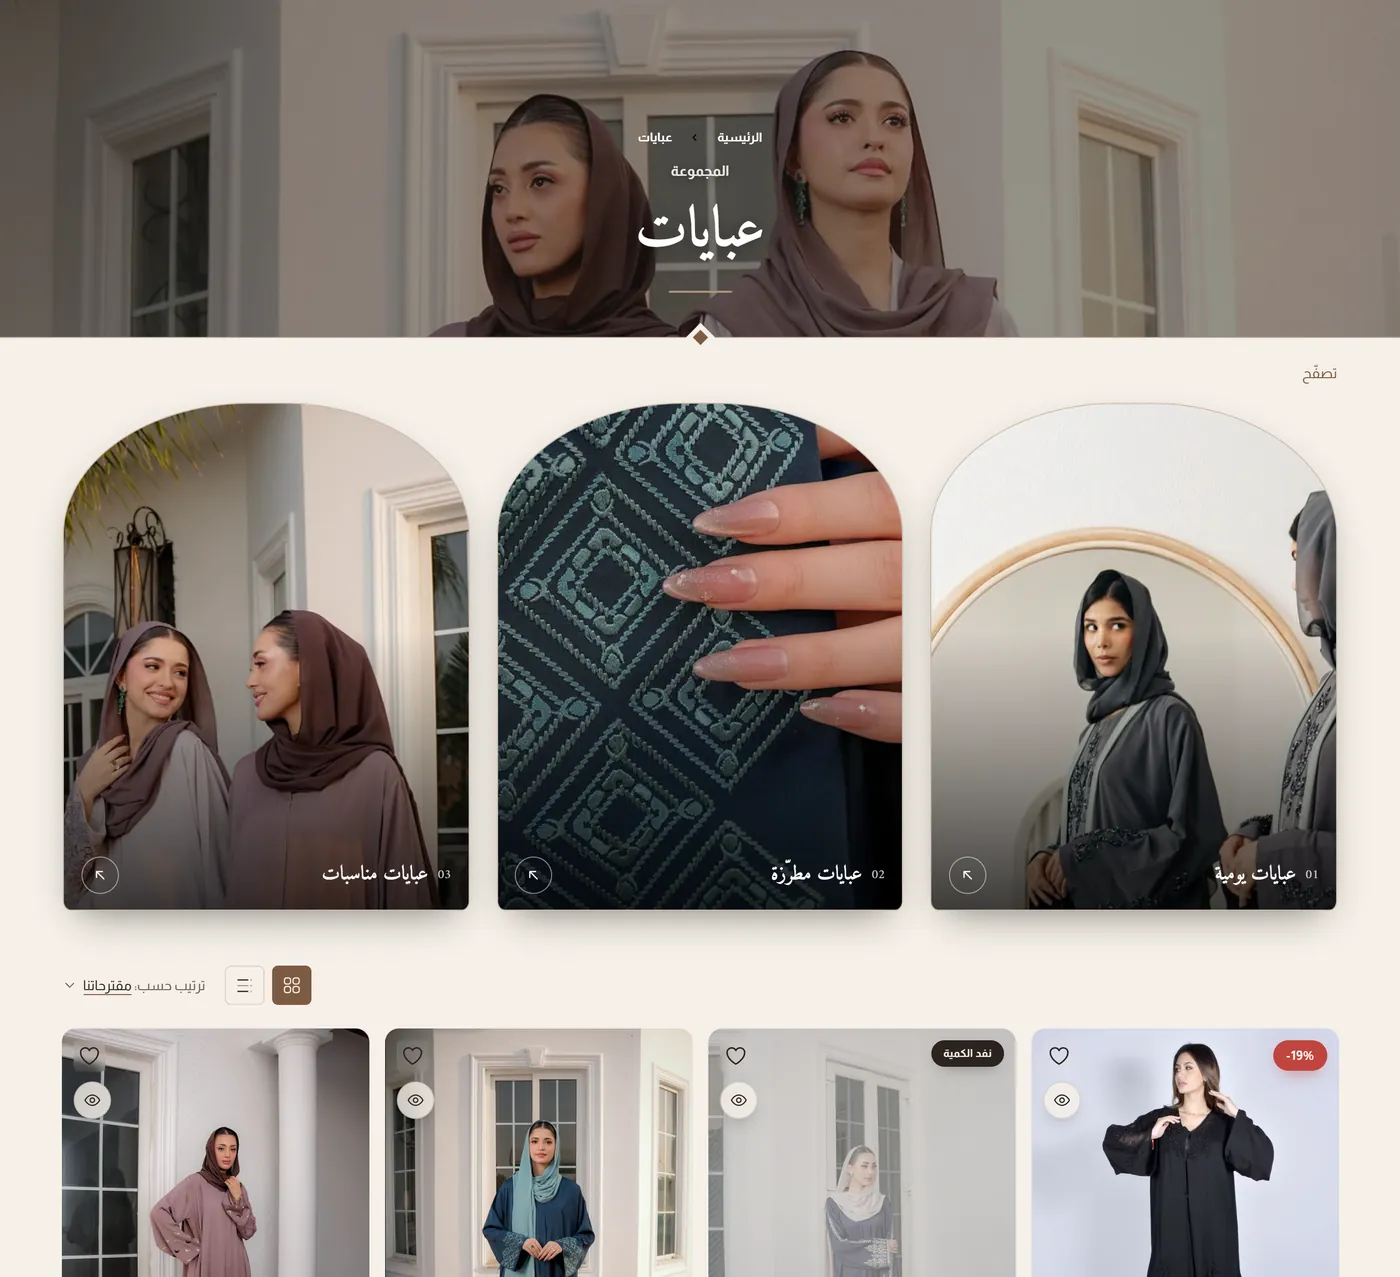 الرئيسية › عبايات
المجموعة
عبايات
تصفّح
01 عبايات يومية
02 عبايات مطرّزة
03 عبايات مناسبات
ترتيب حسب: مقترحاتنا
-19%
نفد الكمية